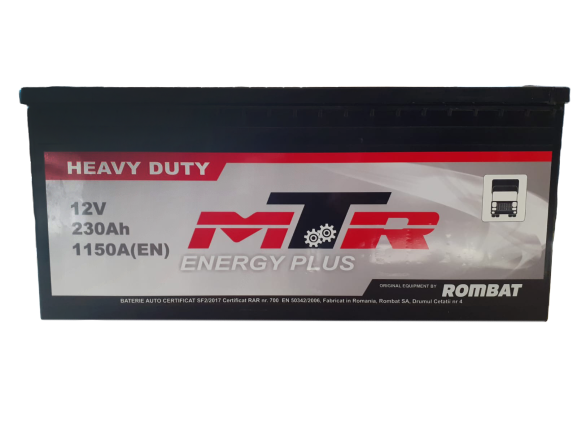 HEAVY DUTY
12V
230Ah
1150A(EN)
MTR
ENERGY PLUS
ORIGINAL EQUIPMENT BY:
ROMBAT
BATERIE AUTO CERTIFICAT SF2/2017 Certificat RAR nr. 700 EN 50342/2006, Fabricat in Romania, Rombat SA, Drumul Cetatii nr 4